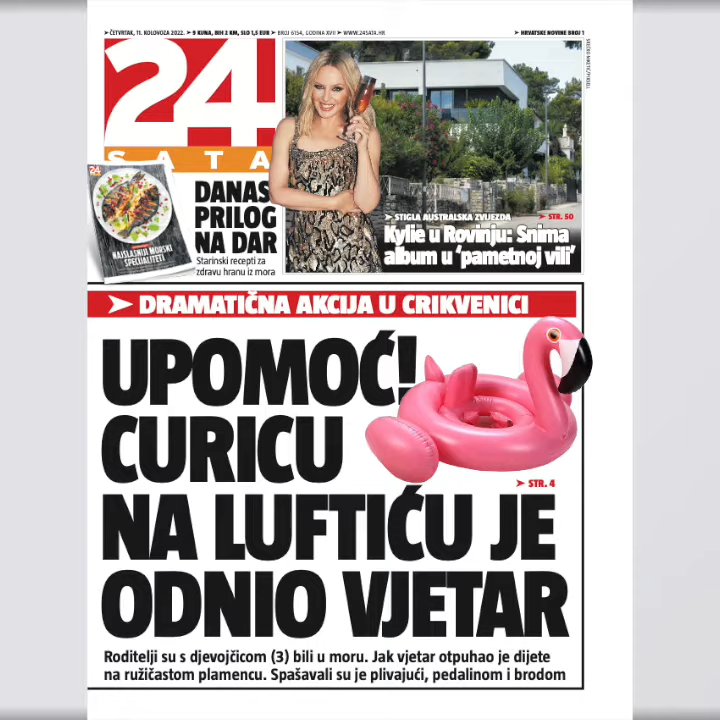 ➤ ČETVRTAK, 11. KOLOVOZA 2022. ➤ 9 KUNA, BIH 2 KM, SLO 1,5 EUR ➤ BROJ 6154, GODINA XVII ➤ WWW.24SATA.HR ➤ HRVATSKE NOVINE BROJ 1
24
SATA
24
NAJSLASNIJI MORSKI
SPECIJALITETI
DANAS
PRILOG
NA DAR
Starinski recepti za
zdravu hranu iz mora
➤ STIGLA AUSTRALSKA ZVIJEZDA ➤ STR. 50
Kylie u Rovinju: Snima
album u 'pametnoj vili'
➤ DRAMATIČNA AKCIJA U CRIKVENICI
UPOMOĆ!
CURICU
➤ STR. 4
NA LUFTIĆU JE
ODNIO VJETAR
Roditelji su s djevojčicom (3) bili u moru. Jak vjetar otpuhao je dijete
na ružičastom plamencu. Spašavali su je plivajući, pedalinom i brodom